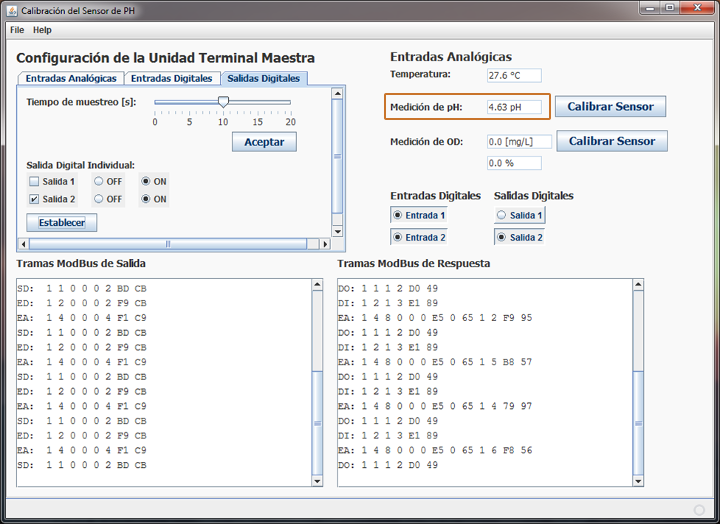 Calibración del Sensor de PH
File Help
Configuración de la Unidad Terminal Maestra
Entradas Analógicas Entradas Digitales Salidas Digitales
Tiempo de muestreo [s]:
0 5 10 15 20
Aceptar
Salida Digital Individual:
Salida 1 OFF ON
Salida 2 OFF ON
Establecer
Entradas Analógicas
Temperatura: 27.6 °C
Medición de pH: 4.63 pH Calibrar Sensor
Medición de OD: 0.0 [mg/L] Calibrar Sensor
0.0 %
Entradas Digitales Salidas Digitales
Entrada 1 Salida 1
Entrada 2 Salida 2
Tramas ModBus de Salida
SD: 1 1 0 0 0 2 BD CB
ED: 1 2 0 0 0 2 F9 CB
EA: 1 4 0 0 0 4 F1 C9
SD: 1 1 0 0 0 2 BD CB
ED: 1 2 0 0 0 2 F9 CB
EA: 1 4 0 0 0 4 F1 C9
SD: 1 1 0 0 0 2 BD CB
ED: 1 2 0 0 0 2 F9 CB
EA: 1 4 0 0 0 4 F1 C9
SD: 1 1 0 0 0 2 BD CB
ED: 1 2 0 0 0 2 F9 CB
EA: 1 4 0 0 0 4 F1 C9
SD: 1 1 0 0 0 2 BD CB
Tramas ModBus de Respuesta
DO: 1 1 1 2 D0 49
DI: 1 2 1 3 E1 89
EA: 1 4 8 0 0 0 E5 0 65 1 2 F9 95
DO: 1 1 1 2 D0 49
DI: 1 2 1 3 E1 89
EA: 1 4 8 0 0 0 E5 0 65 1 5 B8 57
DO: 1 1 1 2 D0 49
DI: 1 2 1 3 E1 89
EA: 1 4 8 0 0 0 E5 0 65 1 4 79 97
DO: 1 1 1 2 D0 49
DI: 1 2 1 3 E1 89
EA: 1 4 8 0 0 0 E5 0 65 1 6 F8 56
DO: 1 1 1 2 D0 49